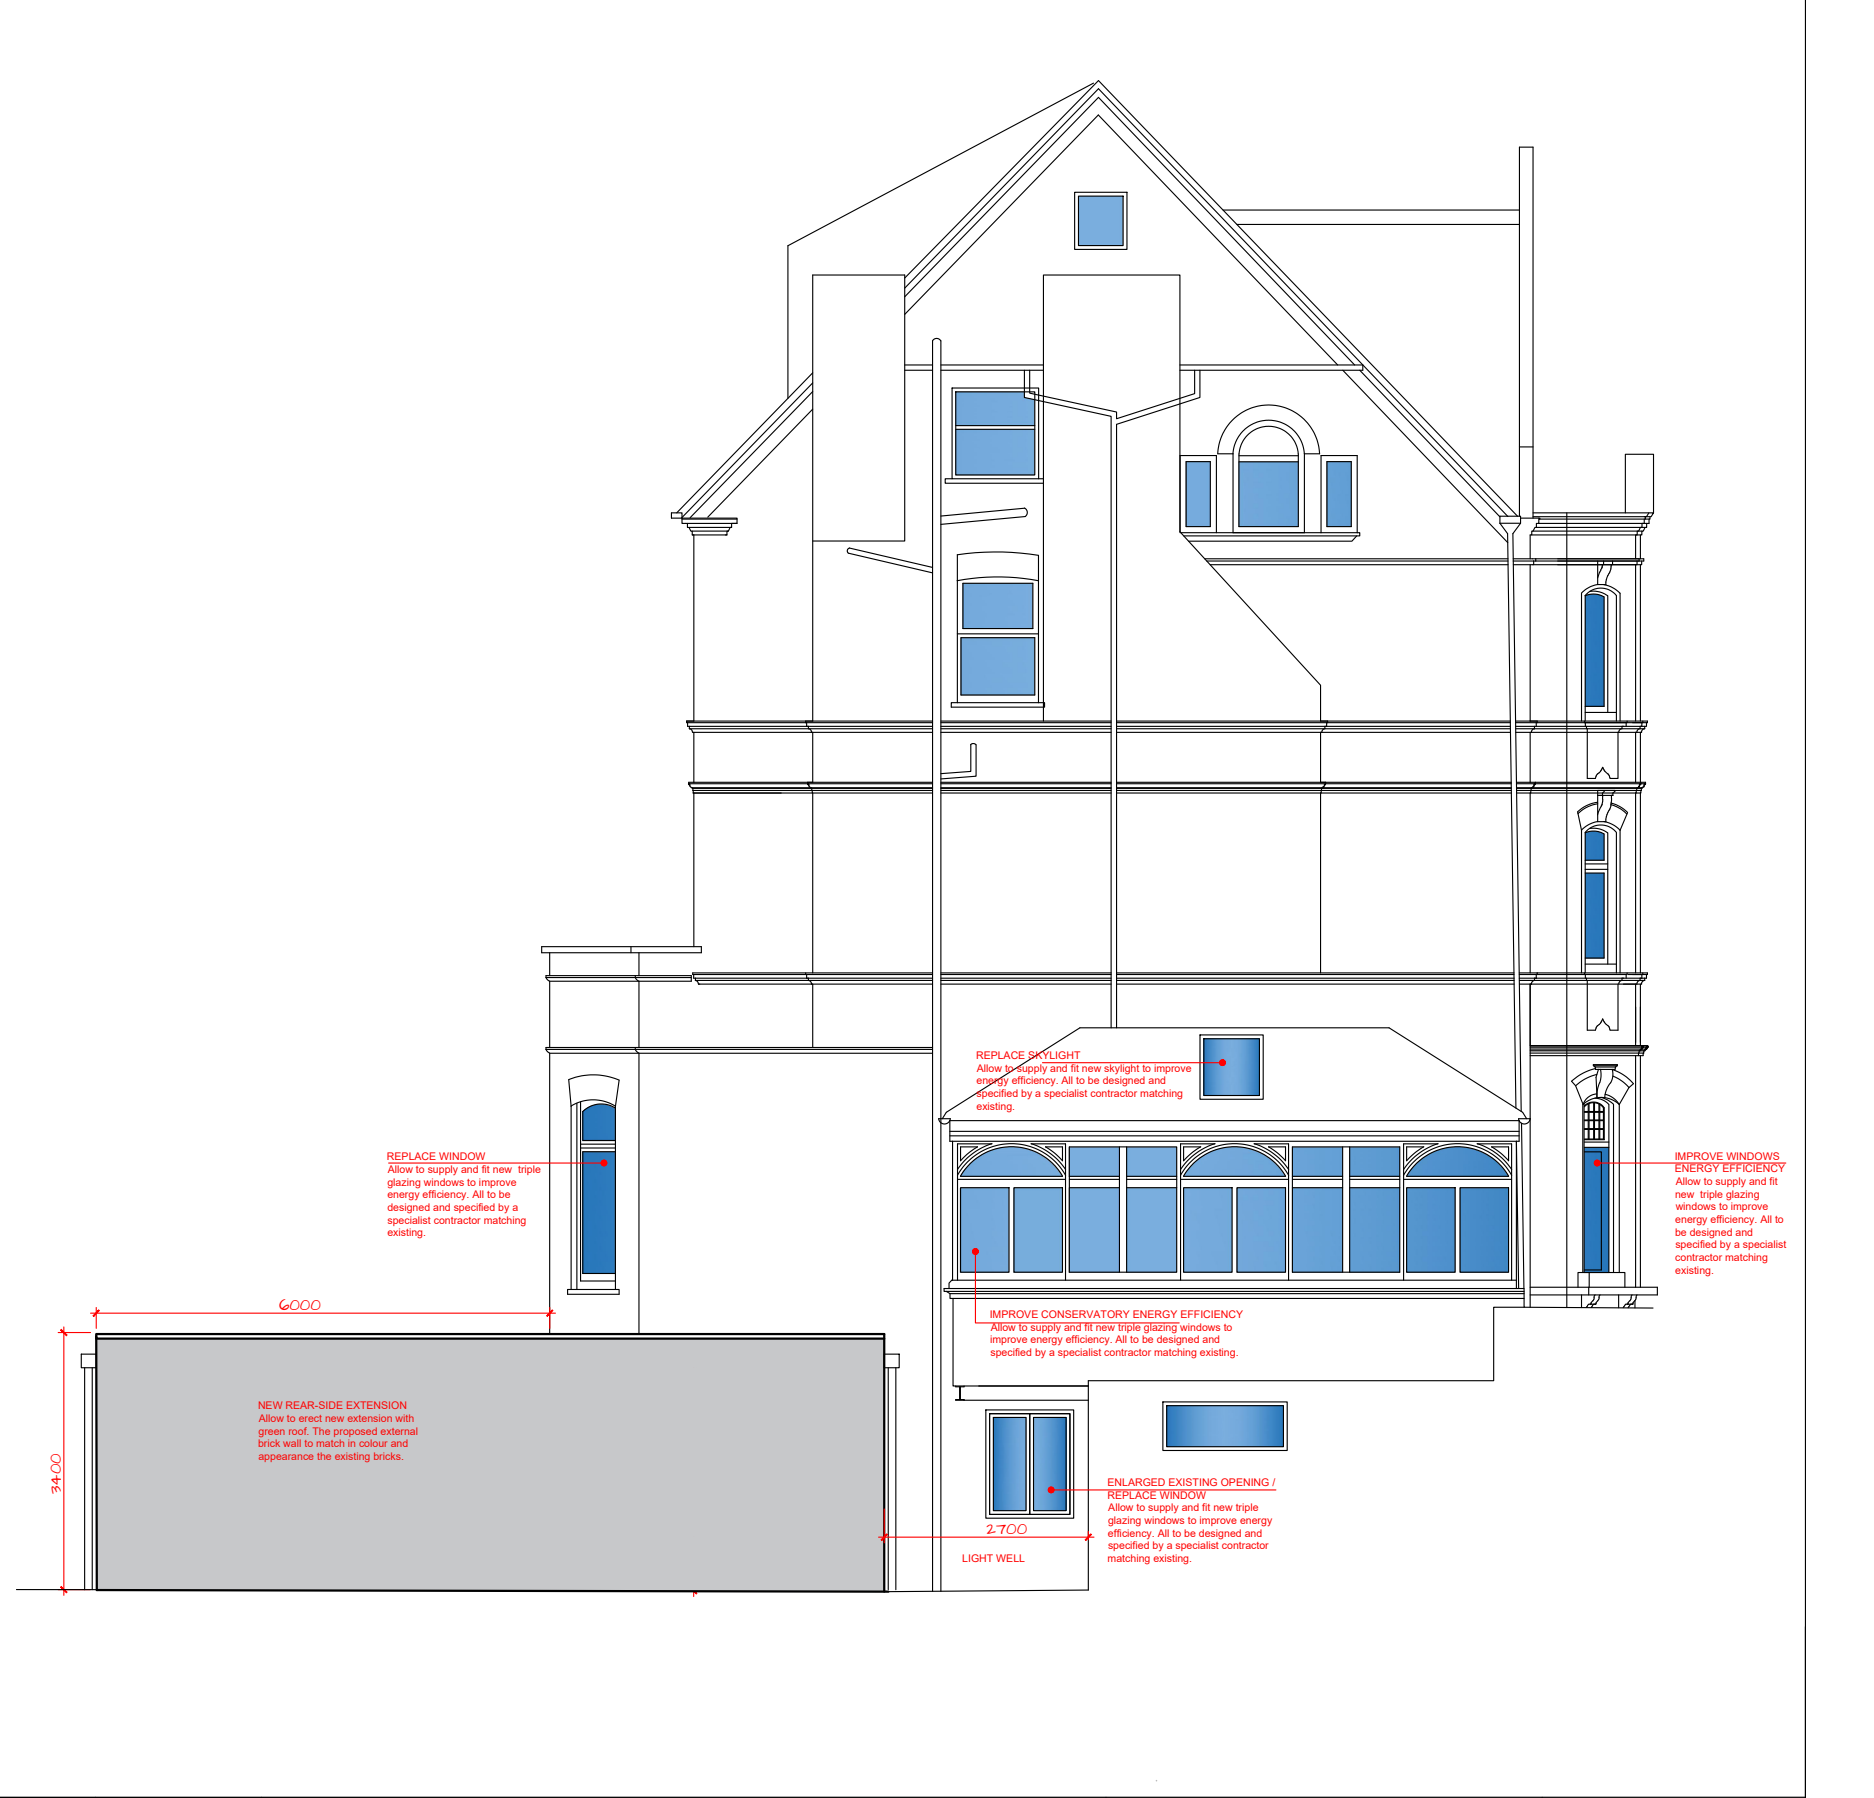 REPLACE SKYLIGHT
Allow to supply and fit new skylight to improve
energy efficiency. All to be designed and
specified by a specialist contractor matching
existing.
REPLACE WINDOW
Allow to supply and fit new triple
glazing windows to improve
energy efficiency. All to be
designed and specified by a
specialist contractor matching
existing.
IMPROVE WINDOWS
ENERGY EFFICIENCY
Allow to supply and fit
new triple glazing
windows to improve
energy efficiency. All to
be designed and
specified by a specialist
contractor matching
existing.
6000
IMPROVE CONSERVATORY ENERGY EFFICIENCY
Allow to supply and fit new triple glazing windows to
improve energy efficiency. All to be designed and
specified by a specialist contractor matching existing.
NEW REAR-SIDE EXTENSION
Allow to erect new extension with
green roof. The proposed external
brick wall to match in colour and
appearance the existing bricks.
3400
ENLARGED EXISTING OPENING /
REPLACE WINDOW
Allow to supply and fit new triple
glazing windows to improve energy
efficiency. All to be designed and
specified by a specialist contractor
matching existing.
2700
LIGHT WELL